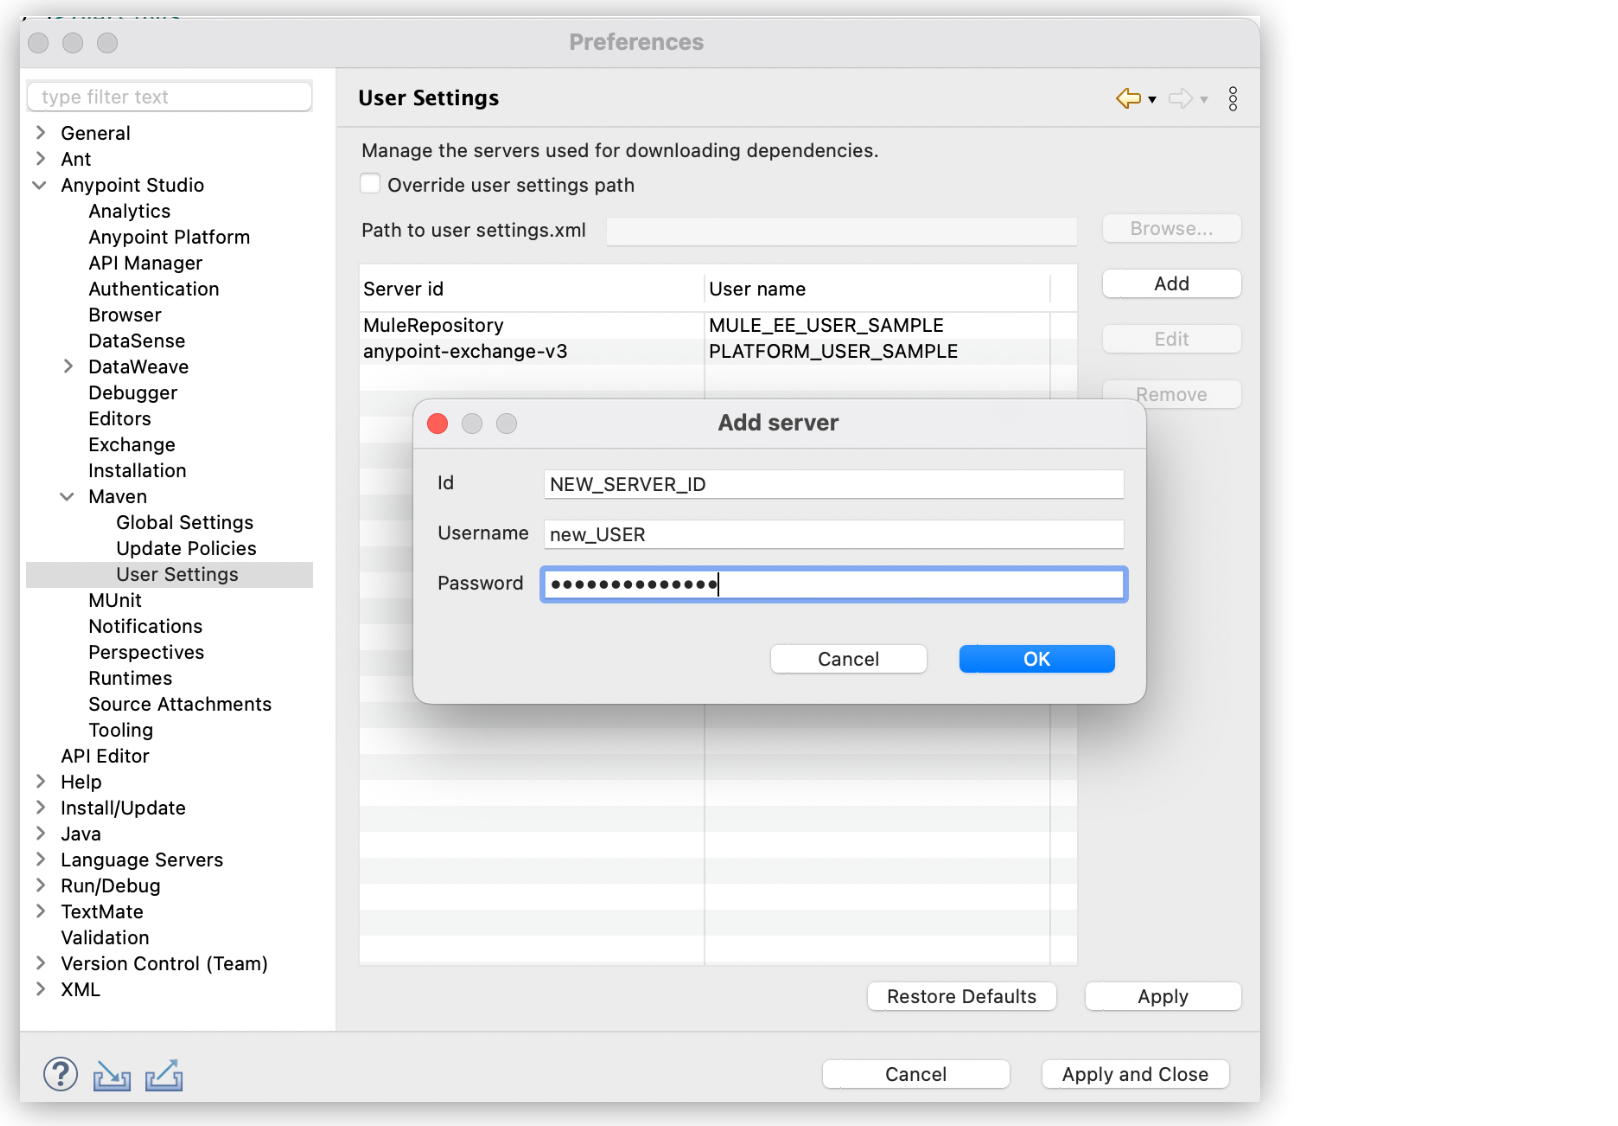 Preferences
type filter text
General
Ant
Anypoint Studio
Analytics
Anypoint Platform
API Manager
Authentication
Browser
DataSense
DataWeave
Debugger
Editors
Exchange
Installation
Maven
Global Settings
Update Policies
User Settings
MUnit
Notifications
Perspectives
Runtimes
Source Attachments
Tooling
API Editor
Help
Install/Update
Java
Language Servers
Run/Debug
TextMate
Validation
Version Control (Team)
XML
User Settings
Manage the servers used for downloading dependencies.
Override user settings path
Path to user settings.xml
Browse...
Add
Edit
Remove
Server id User name
MuleRepository MULE_EE_USER_SAMPLE
anypoint-exchange-v3 PLATFORM_USER_SAMPLE
Add server
Id NEW_SERVER_ID
Username new_USER
Password ••••••••••••••
Cancel OK
Restore Defaults Apply
? Cancel Apply and Close